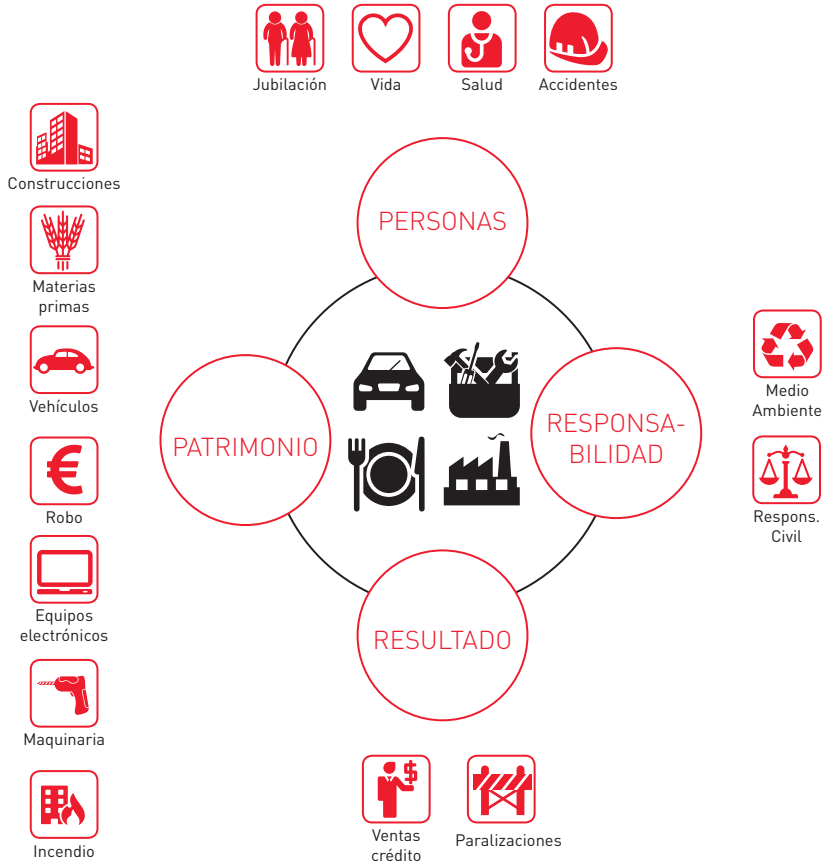 Jubilación
Vida
Salud
Accidentes
Construcciones
Materias
primas
Vehículos
€
Robo
Equipos
electrónicos
Maquinaria
Incendio
PERSONAS
PATRIMONIO
RESPONSA-
BILIDAD
RESULTADO
Medio
Ambiente
Respons.
Civil
$
Ventas
crédito
Paralizaciones